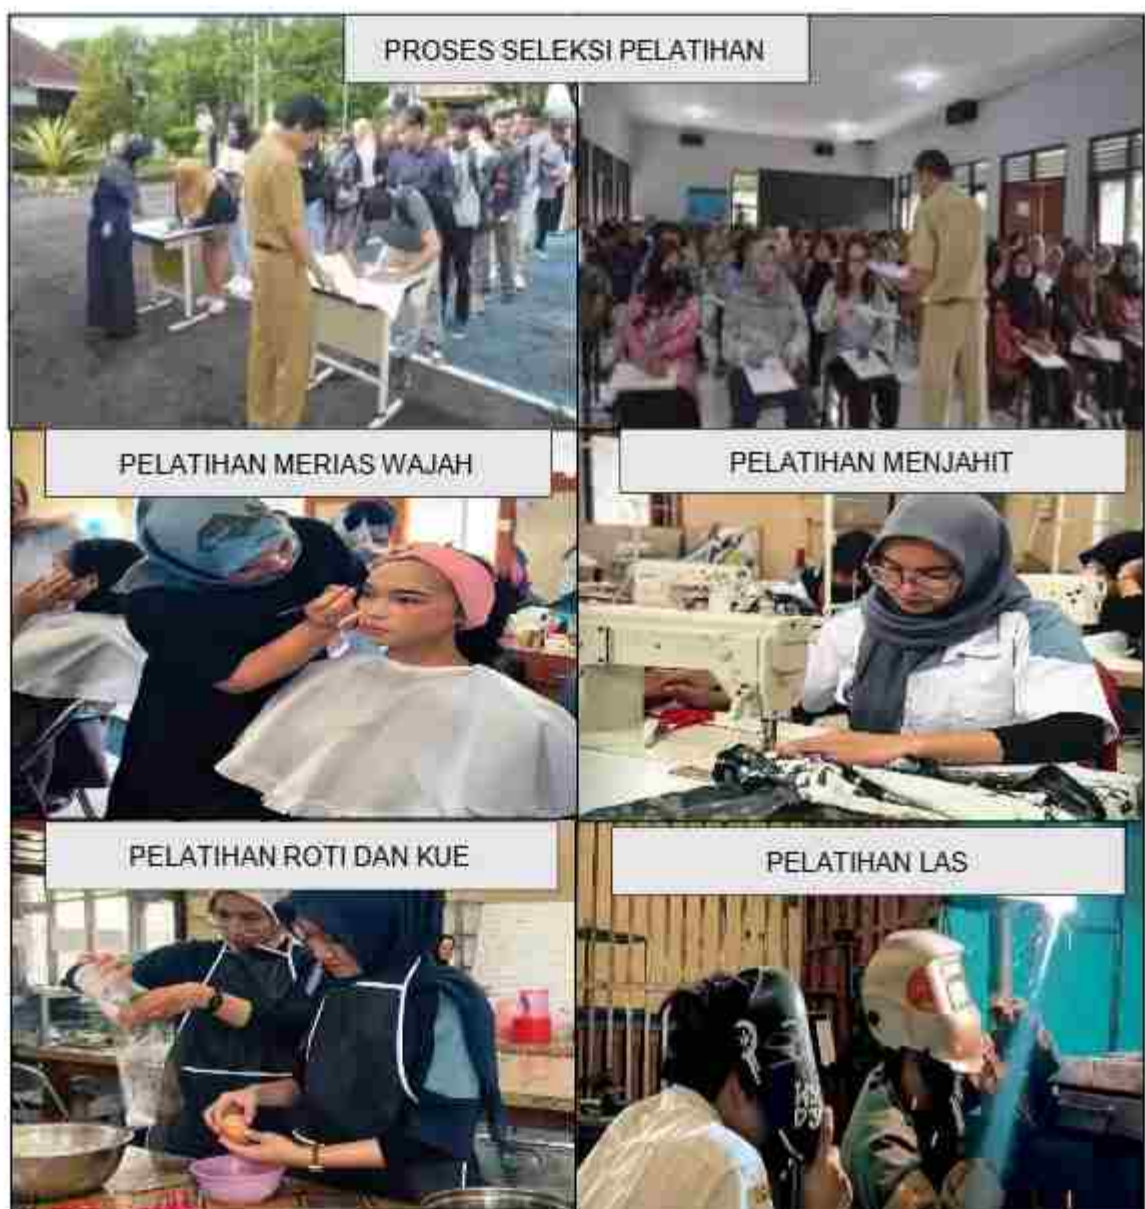 PROSES SELEKSI PELATIHAN
PELATIHAN MERIAS WAJAH
PELATIHAN MENJAHIT
PELATIHAN ROTI DAN KUE
PELATIHAN LAS